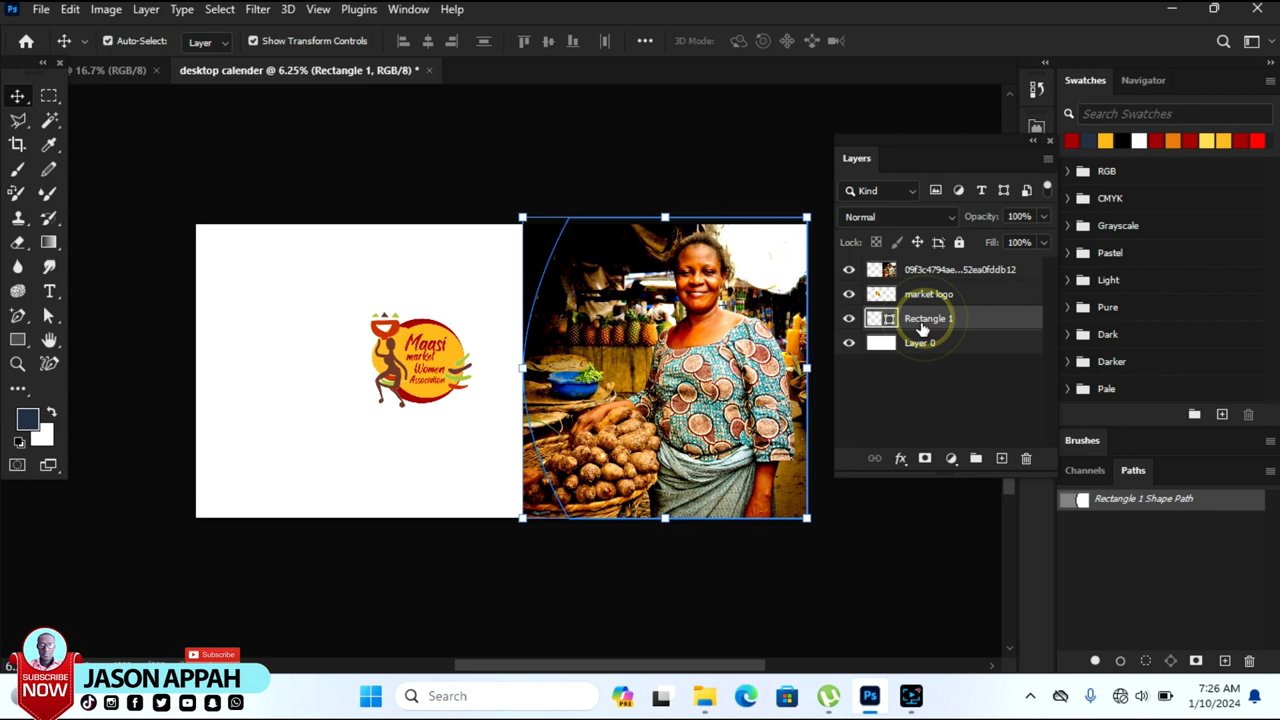 Ps File Edit Image Layer Type Select Filter 3D View Plugins Window Help
Auto-Select: Layer Show Transform Controls 3D Mode:
@ 16.7% (RGB/8) × desktop calender @ 6.25% (Rectangle 1, RGB/8) * ×
Swatches Navigator
Search Swatches
Layers
RGB
Kind
CMYK
Normal Opacity: 100%
Grayscale
Lock: Fill: 100%
Pastel
09f3c4794ae...52ea0fddb12
Light
market logo
Pure
Rectangle 1
Dark
Layer 0
Darker
Pale
Maasi
market
Women
Association
Brushes
Channels Paths
Rectangle 1 Shape Path
Subscribe
JASON APPAH
SUBSCRIBE
NOW
Search
PRE
Ps
7:26 AM
1/10/2024